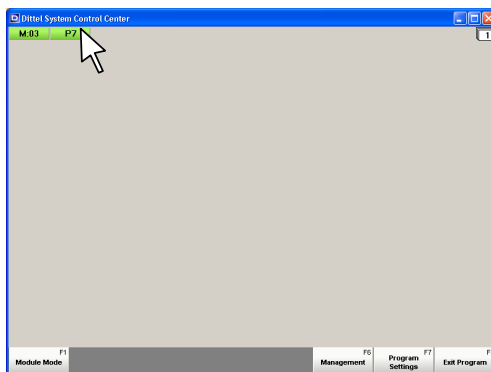 Dittel System Control Center
M:03 P7
1
F1
Module Mode
F6
Management
F7
Program
Settings
F
Exit Program